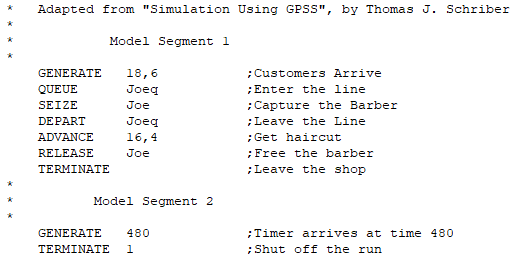 *   Adapted from "Simulation Using GPSS", by Thomas J. Schriber
*
*            Model Segment 1
*
    GENERATE   18,6            ;Customers Arrive
    QUEUE      Joeq            ;Enter the line
    SEIZE      Joe             ;Capture the Barber
    DEPART     Joeq            ;Leave the Line
    ADVANCE    16,4            ;Get haircut
    RELEASE    Joe             ;Free the barber
    TERMINATE                  ;Leave the shop
*
*          Model Segment 2
*
    GENERATE   480             ;Timer arrives at time 480
    TERMINATE  1               ;Shut off the run